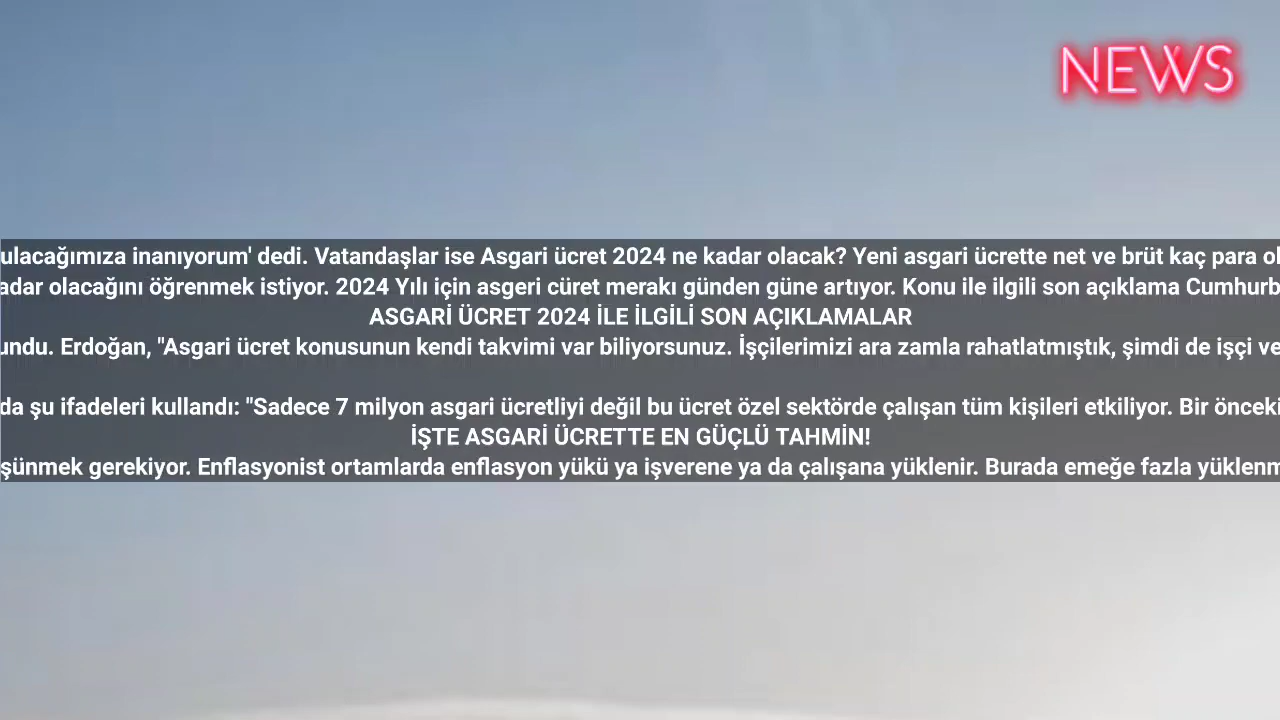 NEWS
ulacağımıza inanıyorum' dedi. Vatandaşlar ise Asgari ücret 2024 ne kadar olacak? Yeni asgari ücrette net ve brüt kaç para ol
adar olacağını öğrenmek istiyor. 2024 Yılı için asgeri cüret merakı günden güne artıyor. Konu ile ilgili son açıklama Cumhurb
ASGARİ ÜCRET 2024 İLE İLGİLİ SON AÇIKLAMALAR
undu. Erdoğan, "Asgari ücret konusunun kendi takvimi var biliyorsunuz. İşçilerimizi ara zamla rahatlatmıştık, şimdi de işçi ve
da şu ifadeleri kullandı: "Sadece 7 milyon asgari ücretliyi değil bu ücret özel sektörde çalışan tüm kişileri etkiliyor. Bir önceki
İŞTE ASGARİ ÜCRETTE EN GÜÇLÜ TAHMİN!
şünmek gerekiyor. Enflasyonist ortamlarda enflasyon yükü ya işverene ya da çalışana yüklenir. Burada emeğe fazla yüklenm